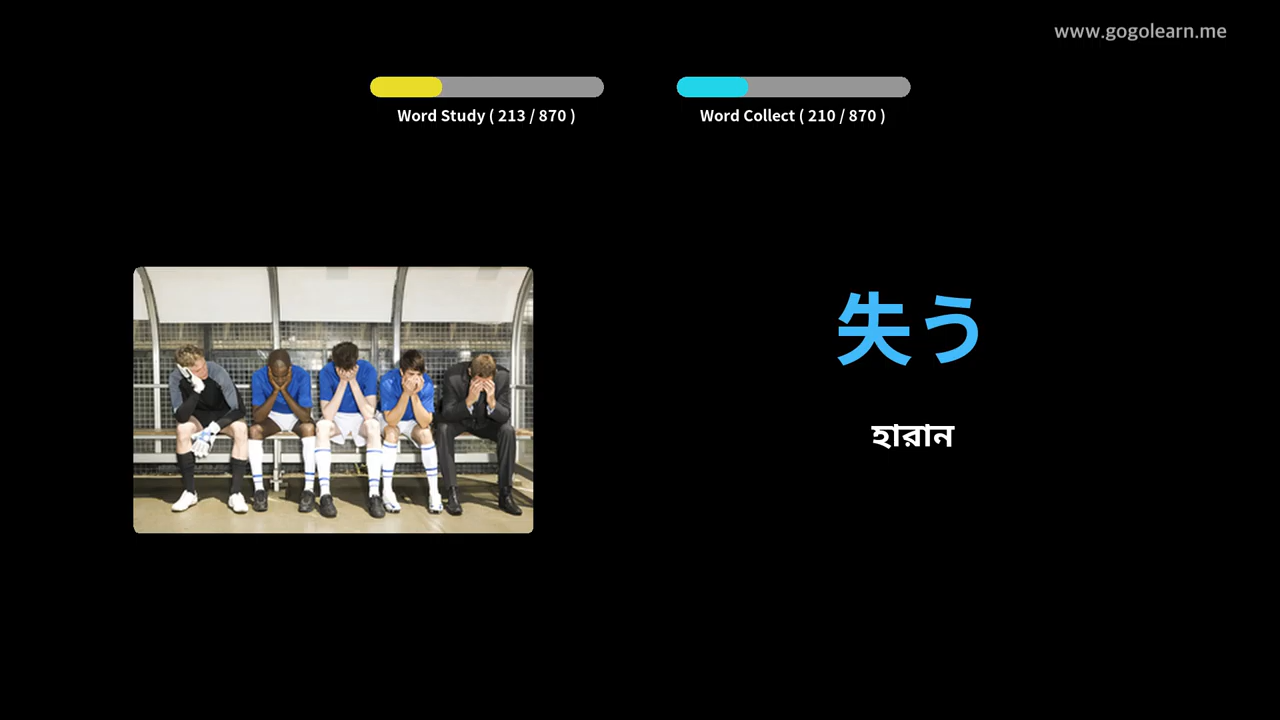 www.gogolearn.me
Word Study ( 213 / 870 )
Word Collect ( 210 / 870 )
失う
হারান